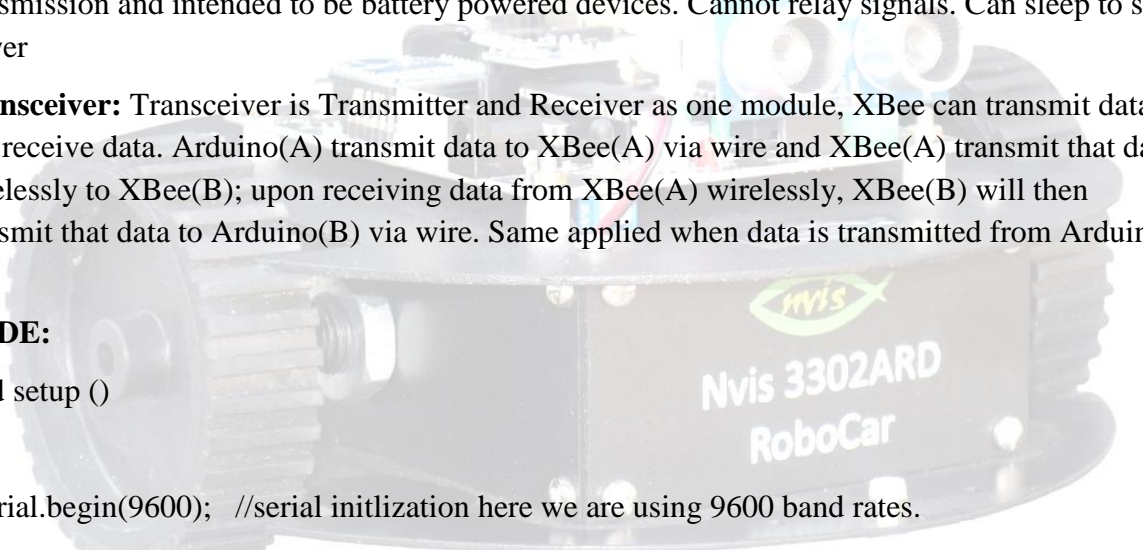 smission and intended to be battery powered devices. Cannot relay signals. Can sleep to s
er
nsceiver: Transceiver is Transmitter and Receiver as one module, XBee can transmit data
receive data. Arduino(A) transmit data to XBee(A) via wire and XBee(A) transmit that da
elessly to XBee(B); upon receiving data from XBee(A) wirelessly, XBee(B) will then
smit that data to Arduino(B) via wire. Same applied when data is transmitted from Arduin
DE:
d setup ()
rial.begin(9600); //serial initlization here we are using 9600 band rates.
nvis
Nvis 3302ARD
RoboCar